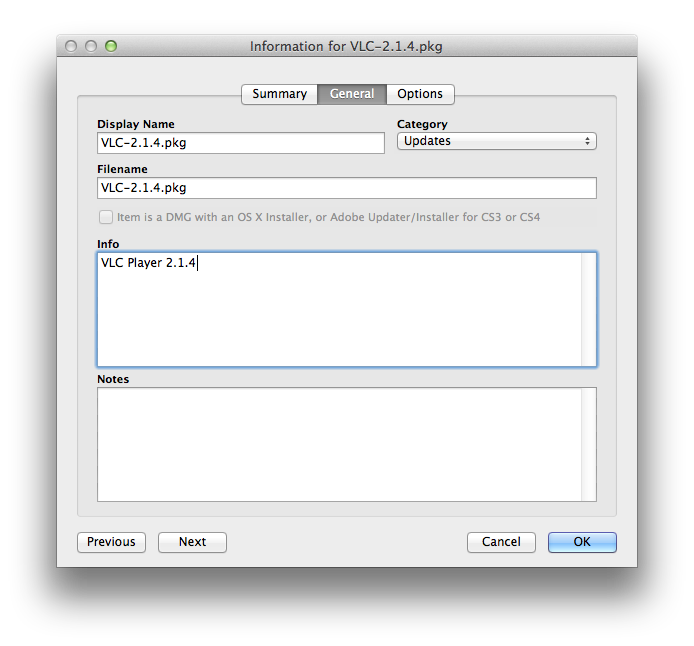 Information for VLC-2.1.4.pkg
Summary General Options
Display Name Category
VLC-2.1.4.pkg Updates
Filename
VLC-2.1.4.pkg
Item is a DMG with an OS X Installer, or Adobe Updater/Installer for CS3 or CS4
Info
VLC Player 2.1.4
Notes
Previous Next Cancel OK